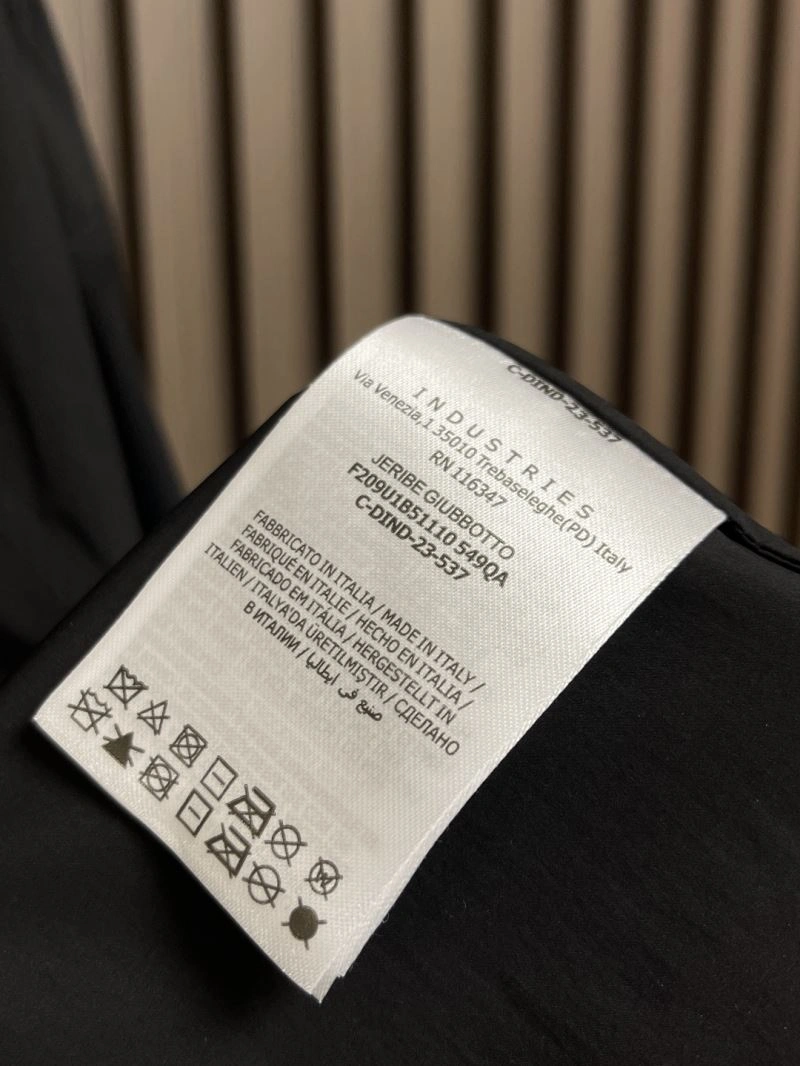 C-DIND-23-537
INDUSTRIES
Via Venezia,1 35010 Trebaseleghe(PD) Italy
RN 116347
JERIBE GIUBBOTTO
F209U1B51110 549QA
C-DIND-23-537
FABBRICATO IN ITALIA / MADE IN ITALY /
FABRIQUÉ EN ITALIE / HECHO EN ITALIA /
FABRICADO EM ITÁLIA / HERGESTELLT IN
ITALIEN / ITALYA'DA ÜRETILMIŞTIR / СДЕЛАНО
В ИТАЛИИ / صنع في ايطاليا
W